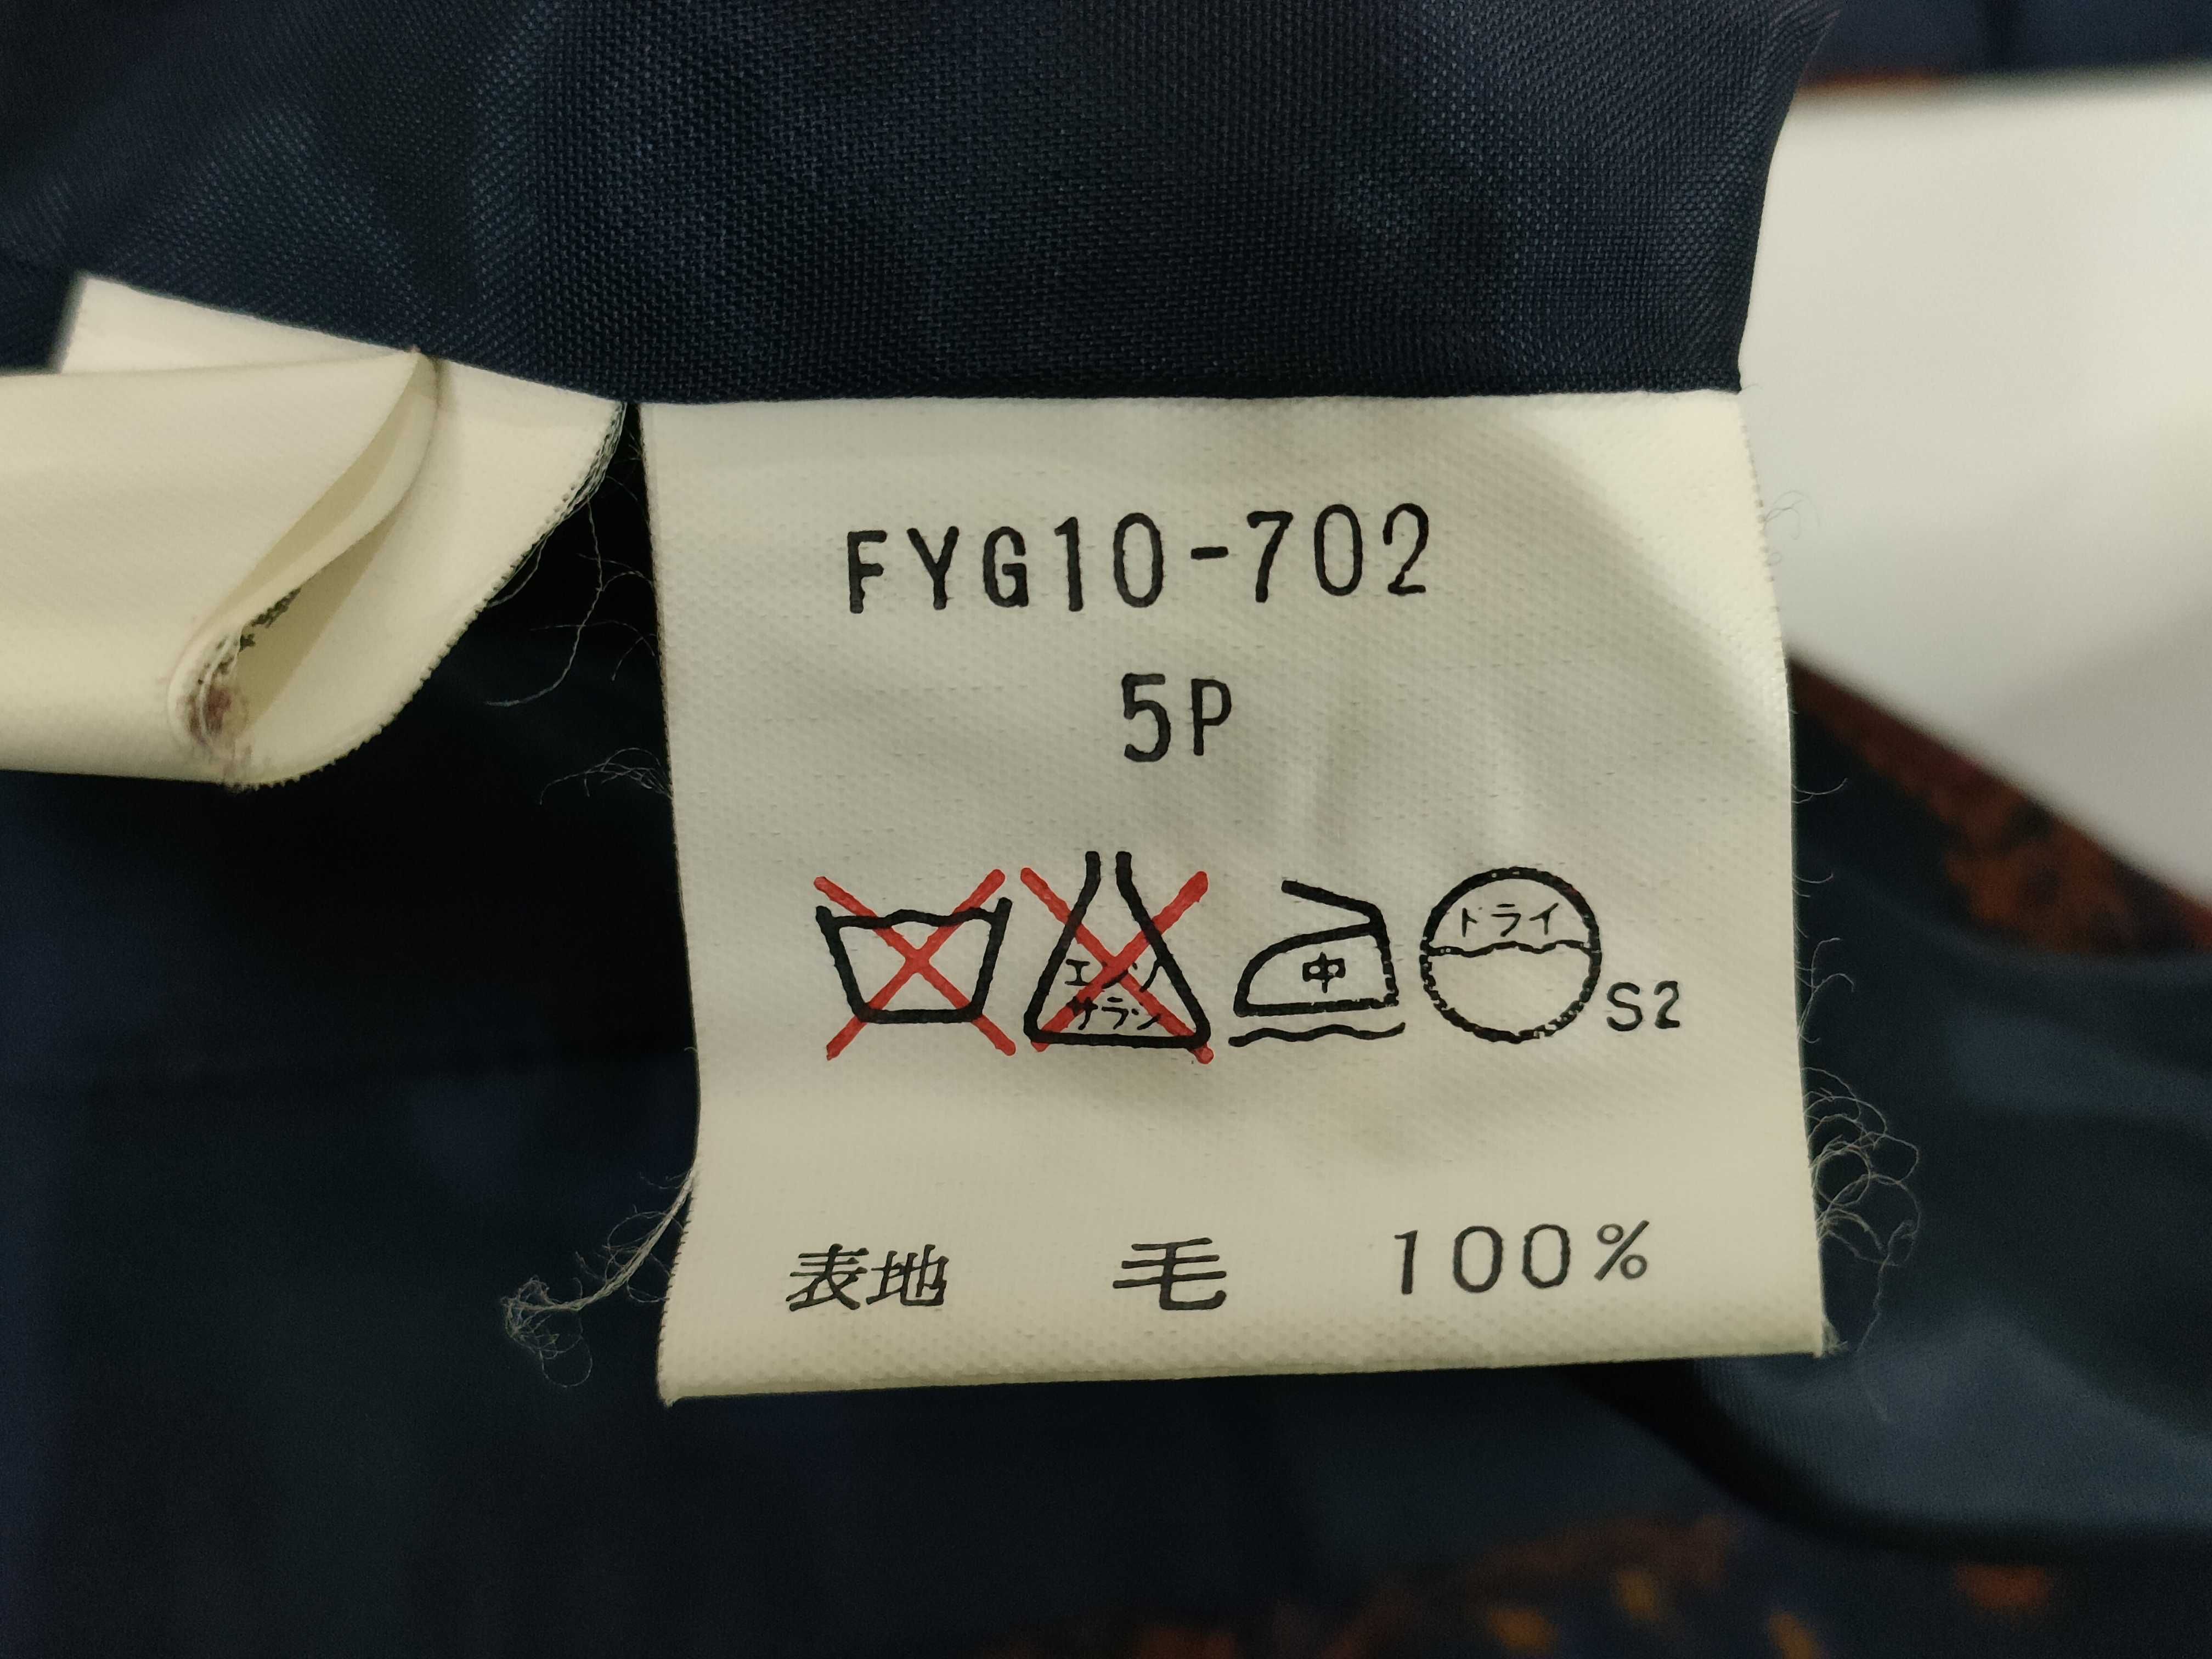 FYG10-702
5P
エンソ
サラシ
中
ドライ
S2
表地 毛 100%